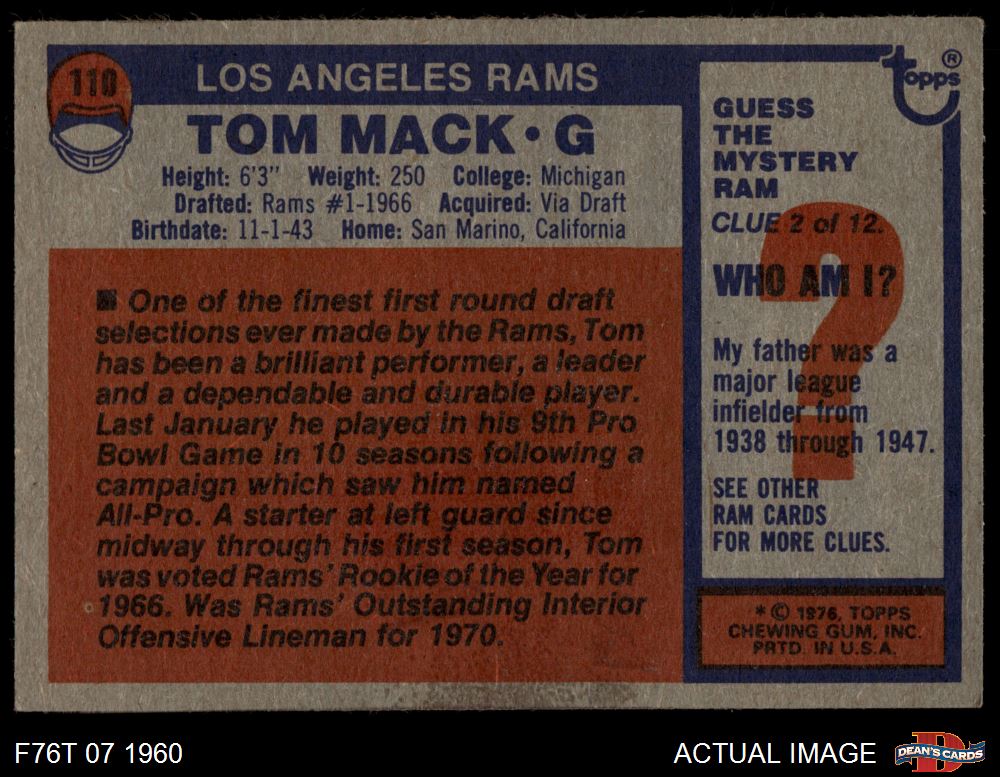 110
LOS ANGELES RAMS
TOM MACK • G
Height: 6'3" Weight: 250 College: Michigan
Drafted: Rams #1-1966 Acquired: Via Draft
Birthdate: 11-1-43 Home: San Marino, California
■ One of the finest first round draft
selections ever made by the Rams, Tom
has been a brilliant performer, a leader
and a dependable and durable player.
Last January he played in his 9th Pro
Bowl Game in 10 seasons following a
campaign which saw him named
All-Pro. A starter at left guard since
midway through his first season, Tom
was voted Rams' Rookie of the Year for
1966. Was Rams' Outstanding Interior
Offensive Lineman for 1970.
topps®
GUESS
THE
MYSTERY
RAM
CLUE 2 of 12.
WHO AM I?
?
My father was a
major league
infielder from
1938 through 1947.
SEE OTHER
RAM CARDS
FOR MORE CLUES.
* © 1976, TOPPS
CHEWING GUM, INC.
PRTD. IN U.S.A.
F76T 07 1960
ACTUAL IMAGE
D
DEAN'S CARDS